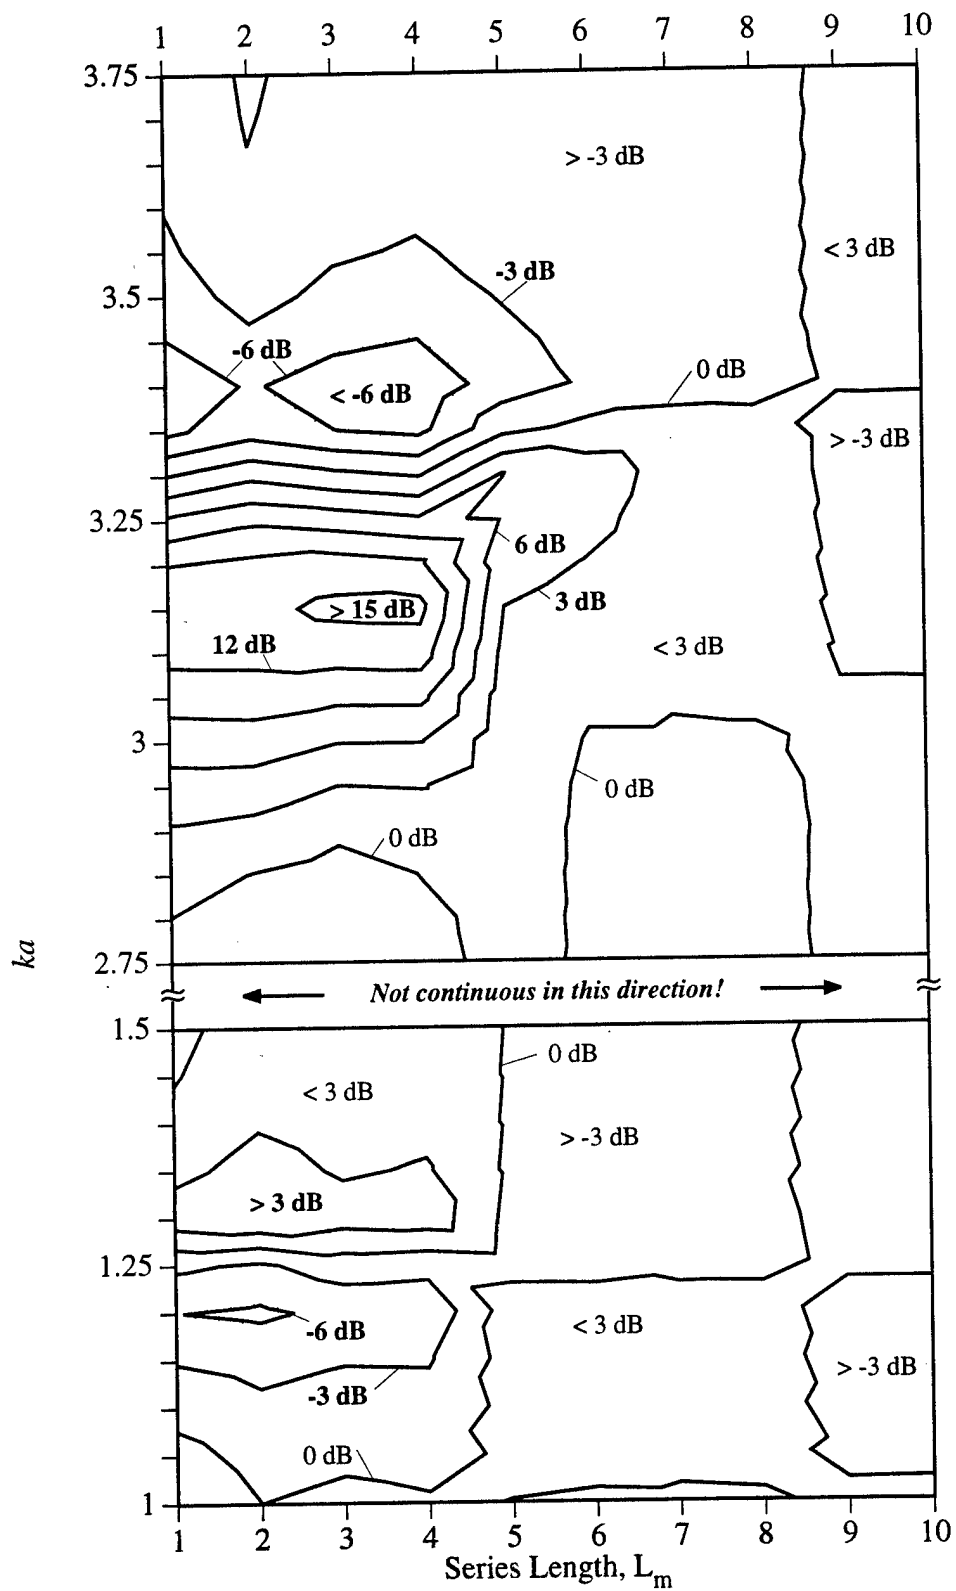 1 2 3 4 5 6 7 8 9 10
3.75
> -3 dB
< 3 dB
-3 dB
3.5
-6 dB
0 dB
< -6 dB
> -3 dB
3.25
6 dB
3 dB
> 15 dB
12 dB
< 3 dB
3
0 dB
0 dB
ka
2.75
Not continuous in this direction!
1.5
0 dB
< 3 dB
> -3 dB
> 3 dB
1.25
-6 dB
< 3 dB
> -3 dB
-3 dB
0 dB
1
1 2 3 4 5 6 7 8 9 10
Series Length, Lm